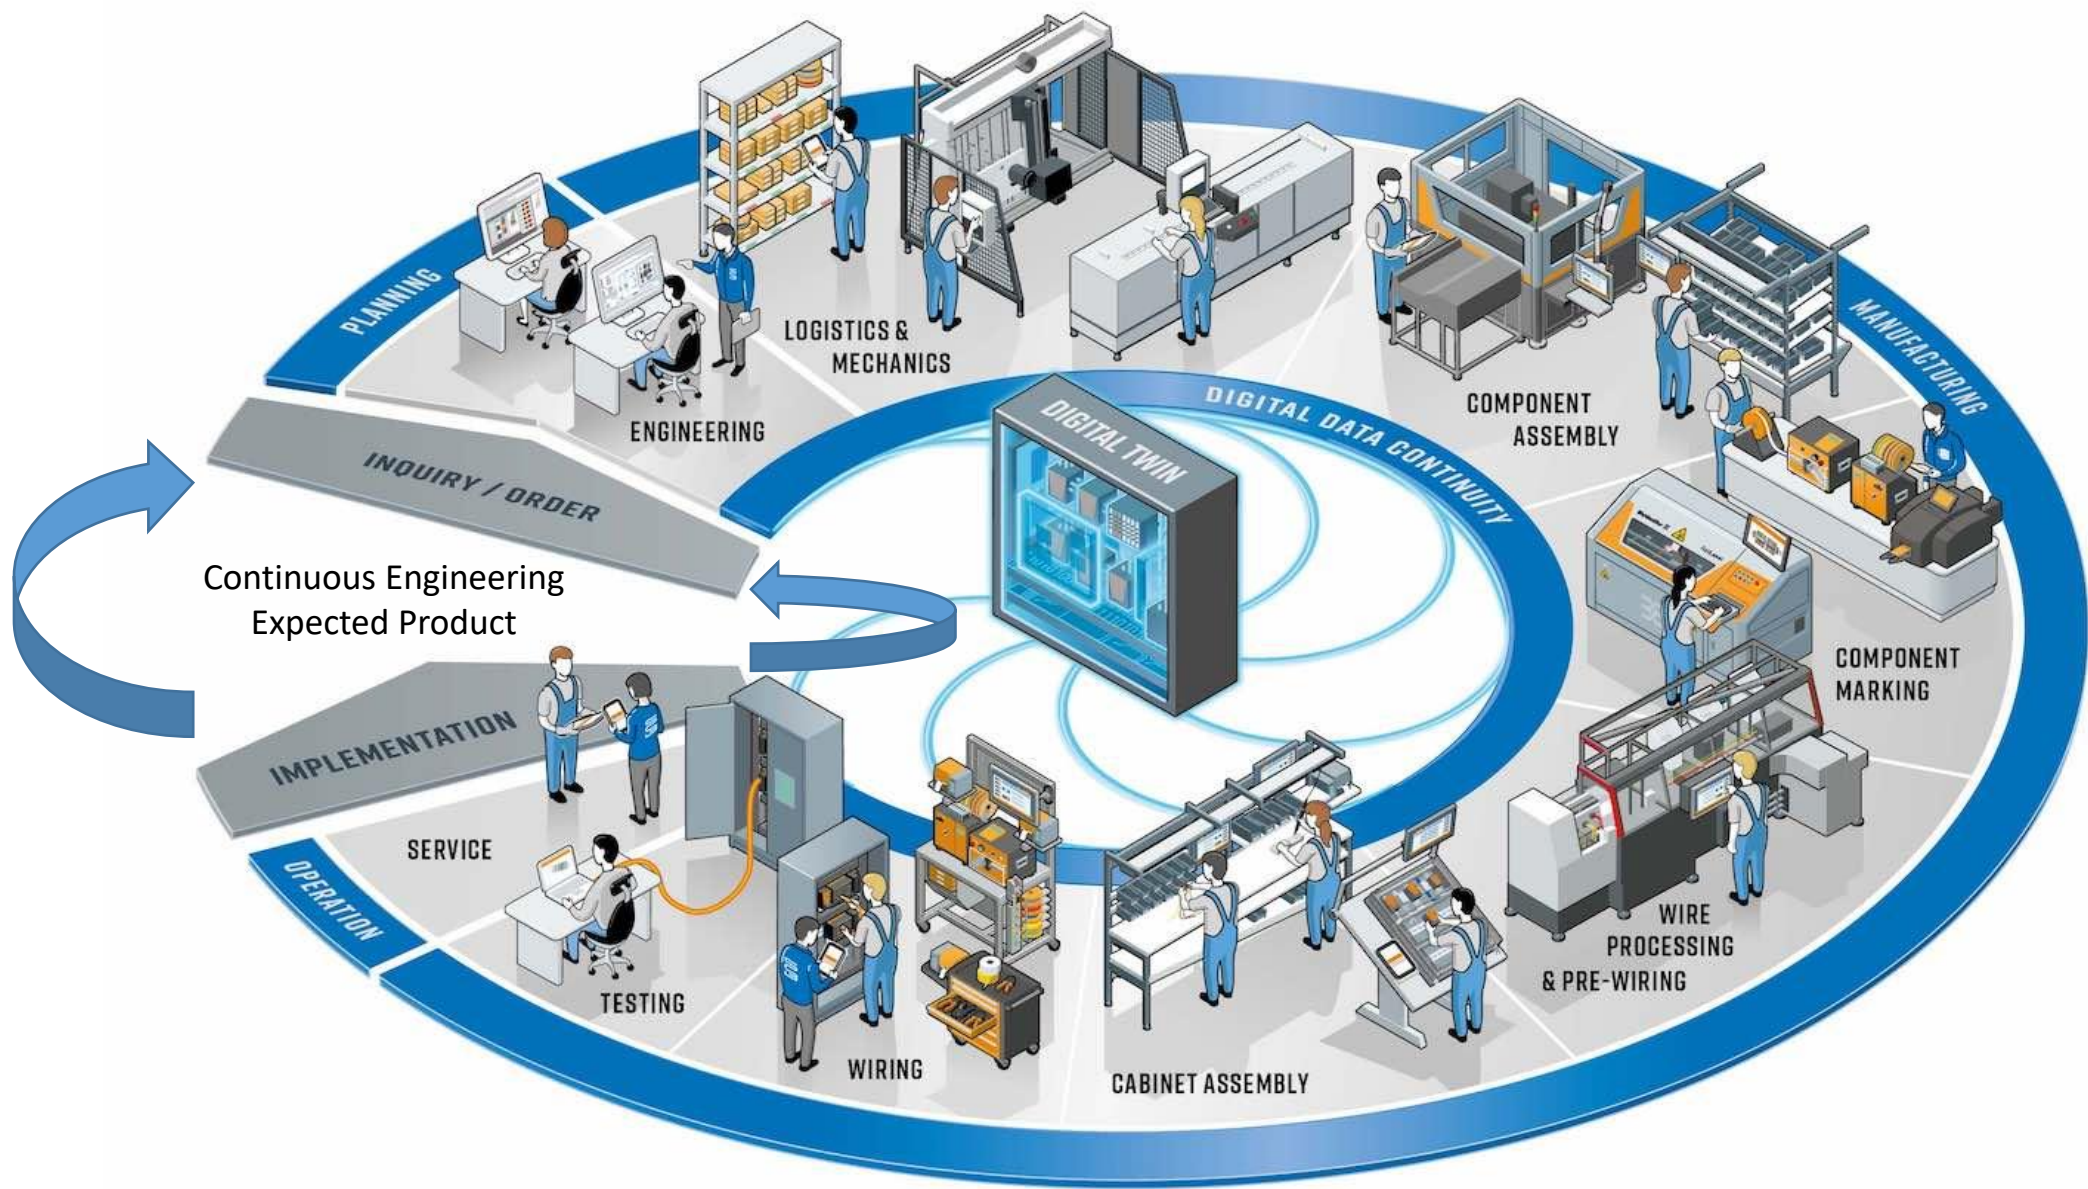 PLANNING
LOGISTICS &
MECHANICS
ENGINEERING
INQUIRY / ORDER
DIGITAL TWIN
DIGITAL DATA CONTINUITY
COMPONENT
ASSEMBLY
MANUFACTURING
Continuous Engineering
Expected Product
COMPONENT
MARKING
IMPLEMENTATION
SERVICE
OPERATION
TESTING
WIRING
CABINET ASSEMBLY
WIRE
PROCESSING
& PRE-WIRING